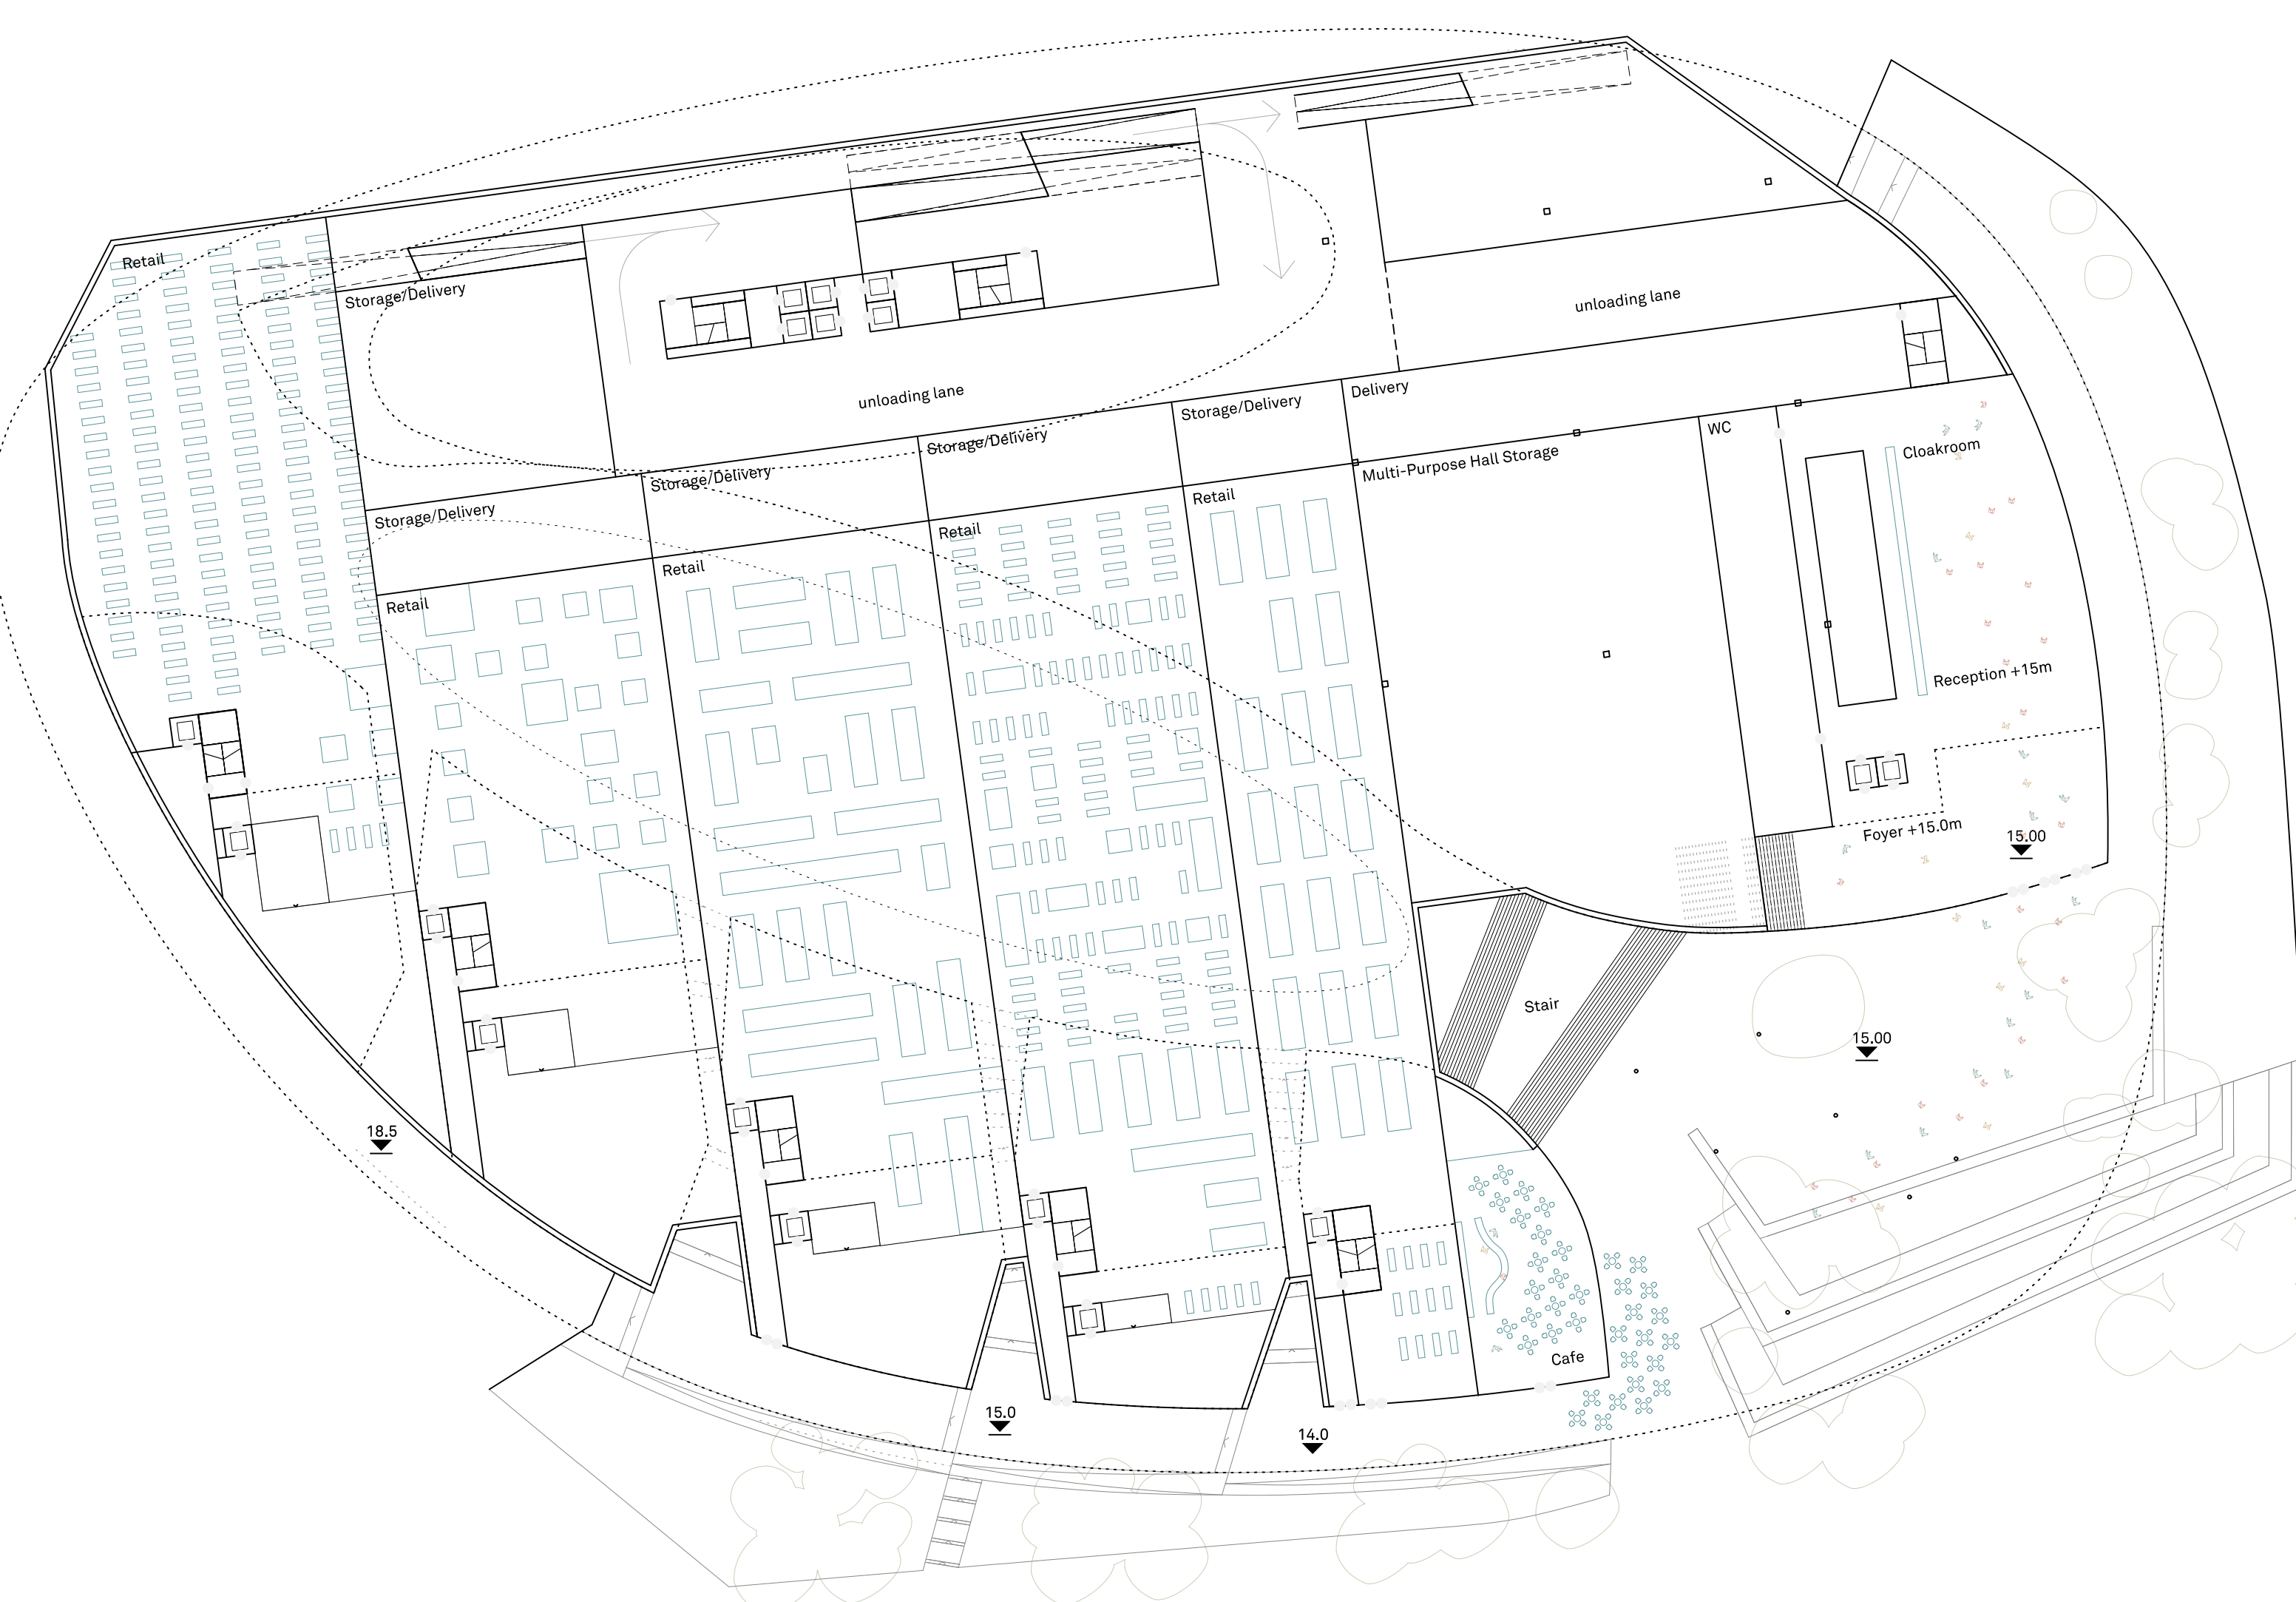 Retail
Storage/Delivery
unloading lane
unloading lane
Delivery
Storage/Delivery
Storage/Delivery
Storage/Delivery
Storage/Delivery
WC
Cloakroom
Multi-Purpose Hall Storage
Retail
Retail
Retail
Retail
Reception +15m
Foyer +15.0m
15.00
Stair
15.00
18.5
Cafe
15.0
14.0